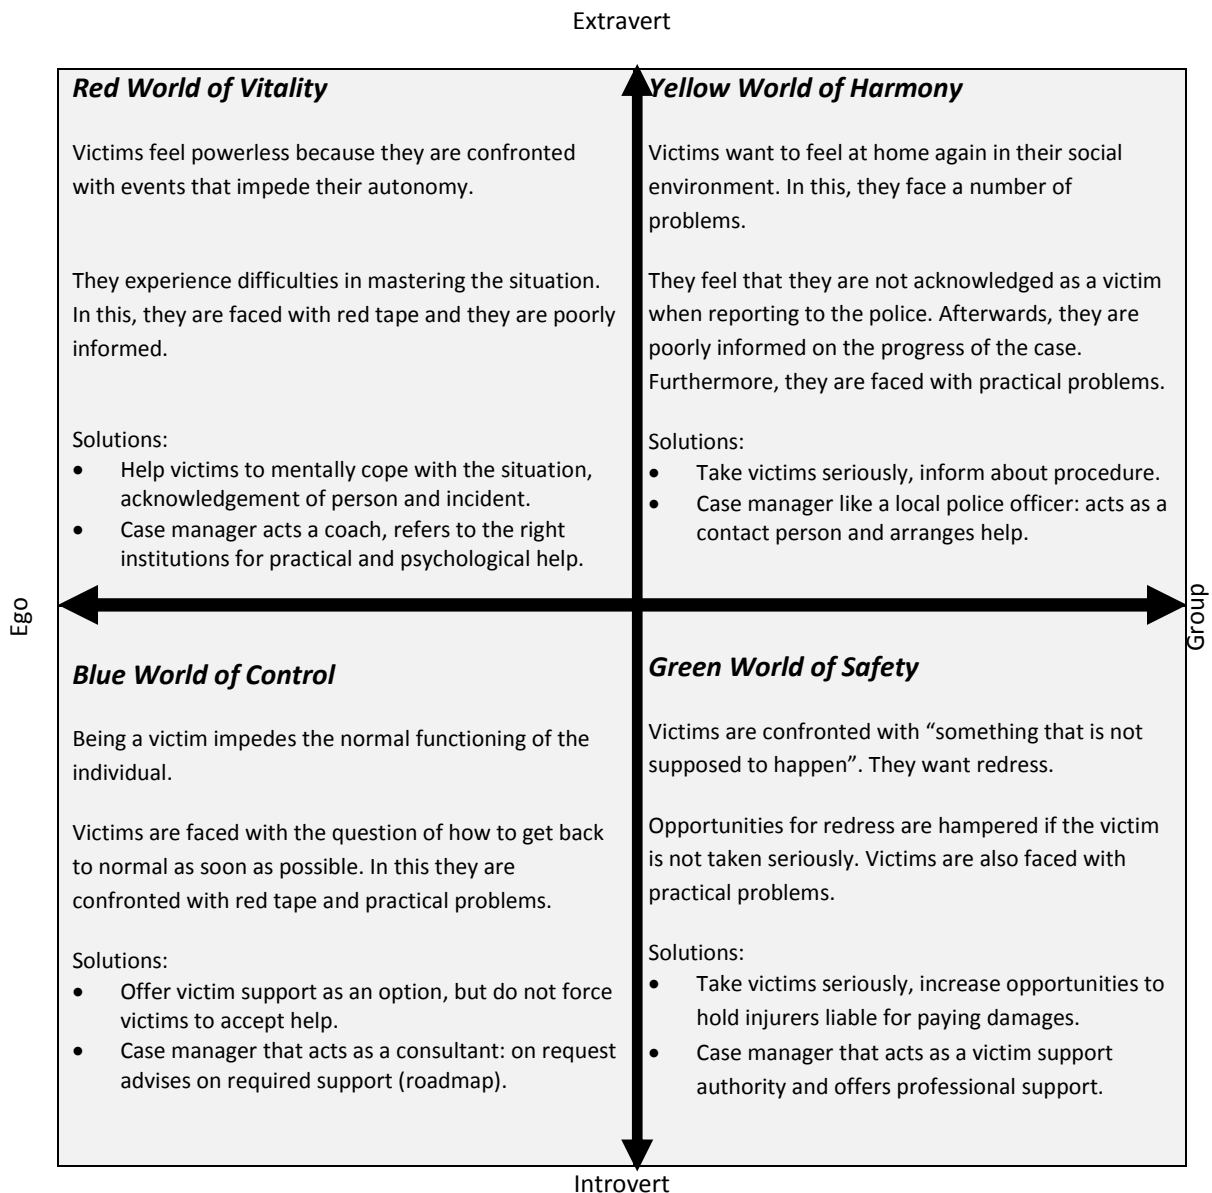 Extravert
Red World of Vitality
Victims feel powerless because they are confronted
with events that impede their autonomy.
They experience difficulties in mastering the situation.
In this, they are faced with red tape and they are poorly
informed.
Solutions:
• Help victims to mentally cope with the situation,
acknowledgement of person and incident.
• Case manager acts a coach, refers to the right
institutions for practical and psychological help.
Yellow World of Harmony
Victims want to feel at home again in their social
environment. In this, they face a number of
problems.
They feel that they are not acknowledged as a victim
when reporting to the police. Afterwards, they are
poorly informed on the progress of the case.
Furthermore, they are faced with practical problems.
Solutions:
• Take victims seriously, inform about procedure.
• Case manager like a local police officer: acts as a
contact person and arranges help.
Ego
Group
Blue World of Control
Being a victim impedes the normal functioning of the
individual.
Victims are faced with the question of how to get back
to normal as soon as possible. In this they are
confronted with red tape and practical problems.
Solutions:
• Offer victim support as an option, but do not force
victims to accept help.
• Case manager that acts as a consultant: on request
advises on required support (roadmap).
Green World of Safety
Victims are confronted with “something that is not
supposed to happen”. They want redress.
Opportunities for redress are hampered if the victim
is not taken seriously. Victims are also faced with
practical problems.
Solutions:
• Take victims seriously, increase opportunities to
hold injurers liable for paying damages.
• Case manager that acts as a victim support
authority and offers professional support.
Introvert